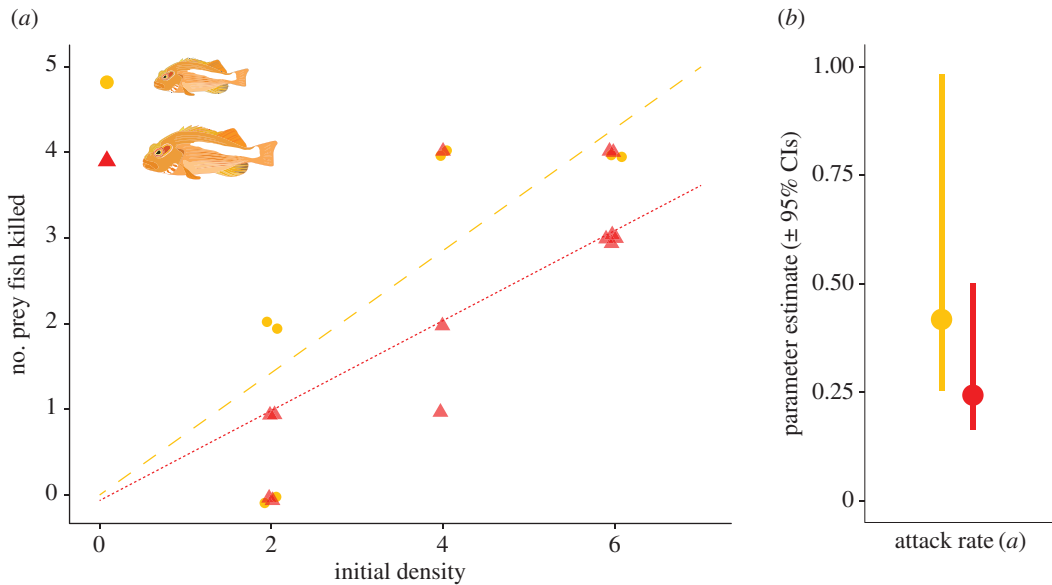 (a)
no. prey fish killed
5
4
3
2
1
0
0 2 4 6
initial density
(b)
parameter estimate (± 95% CIs)
1.00
0.75
0.50
0.25
0
attack rate (a)